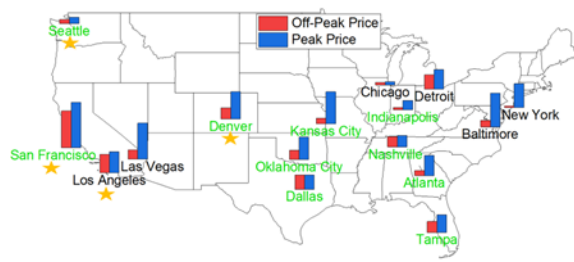 Off-Peak Price
Peak Price
Seattle
Chicago
Detroit
Indianapolis
New York
Denver
Kansas City
Baltimore
San Francisco
Las Vegas
Los Angeles
Oklahoma City
Nashville
Dallas
Atlanta
Tampa